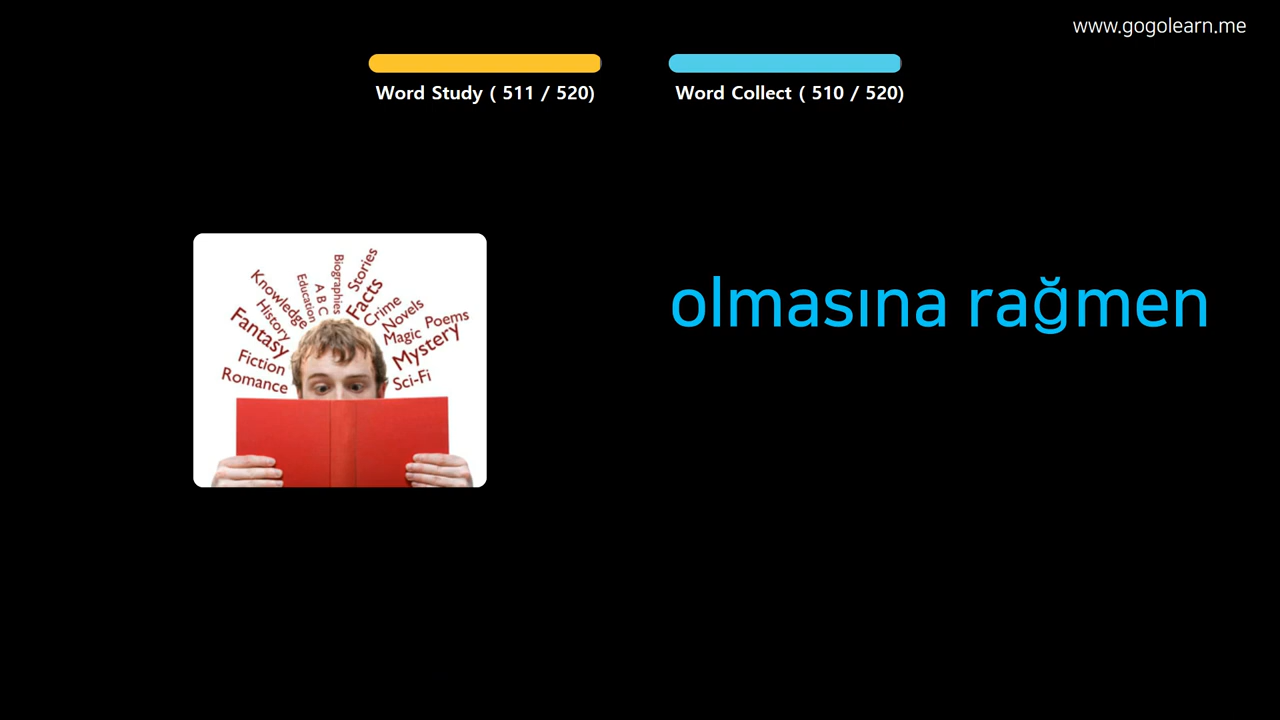 www.gogolearn.me
Word Study ( 511 / 520)
Word Collect ( 510 / 520)
olmasına rağmen
Stories
Biographies
Facts
A B C
Education
Knowledge
Crime
History
Novels
Fantasy
Poems
Magic
Mystery
Fiction
Romance
Sci-Fi